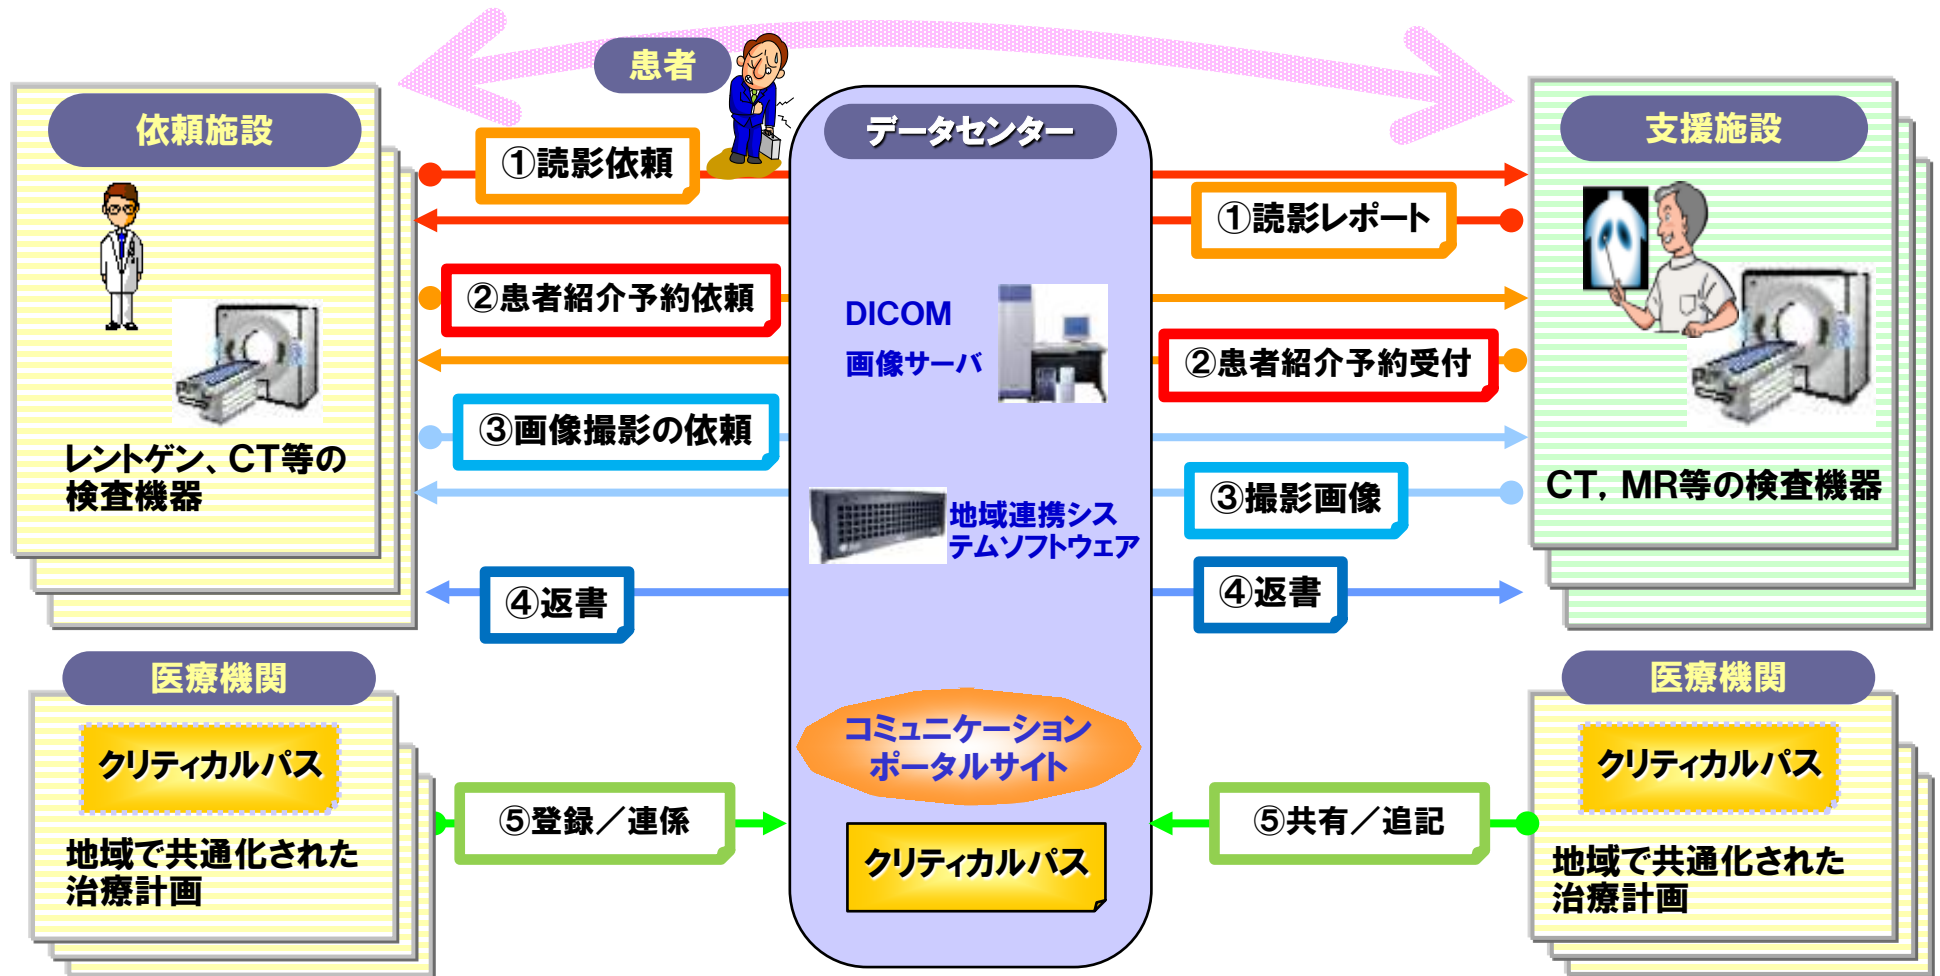 患者
依頼施設
データセンター
支援施設
①読影依頼
①読影レポート
②患者紹介予約依頼
DICOM
画像サーバ
②患者紹介予約受付
③画像撮影の依頼
レントゲン、CT等の
検査機器
③撮影画像
CT，MR等の検査機器
地域連携シス
テムソフトウェア
④返書
④返書
医療機関
医療機関
クリティカルパス
コミュニケーション
ポータルサイト
クリティカルパス
⑤登録／連係
⑤共有／追記
地域で共通化された
治療計画
クリティカルパス
地域で共通化された
治療計画